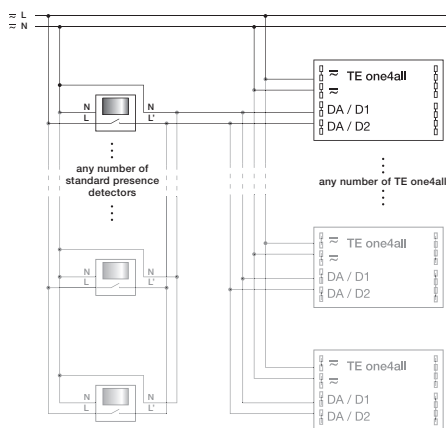 ≂ L
≂ N
≂ TE one4all
≂
DA / D1
DA / D2
N N
L L'
any number of
standard presence
detectors
any number of TE one4all
≂ TE one4all
≂
DA / D1
DA / D2
N N
L L'
≂ TE one4all
≂
DA / D1
DA / D2
N N
L L'